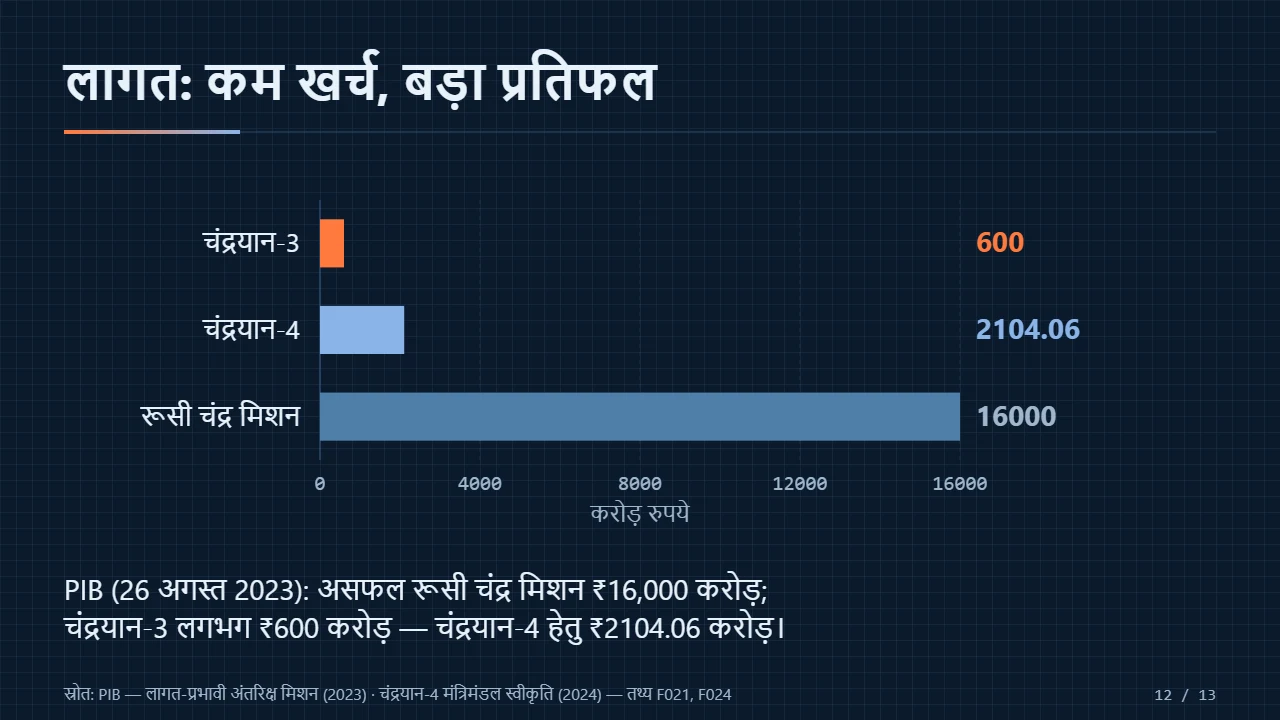 लागत: कम खर्च, बड़ा प्रतिफल
चंद्रयान-3
600
चंद्रयान-4
2104.06
रूसी चंद्र मिशन
16000
0 4000 8000 12000 16000
करोड़ रुपये
PIB (26 अगस्त 2023): असफल रूसी चंद्र मिशन ₹16,000 करोड़;
चंद्रयान-3 लगभग ₹600 करोड़ — चंद्रयान-4 हेतु ₹2104.06 करोड़।
स्रोत: PIB — लागत-प्रभावी अंतरिक्ष मिशन (2023) · चंद्रयान-4 मंत्रिमंडल स्वीकृति (2024) — तथ्य F021, F024
12 / 13